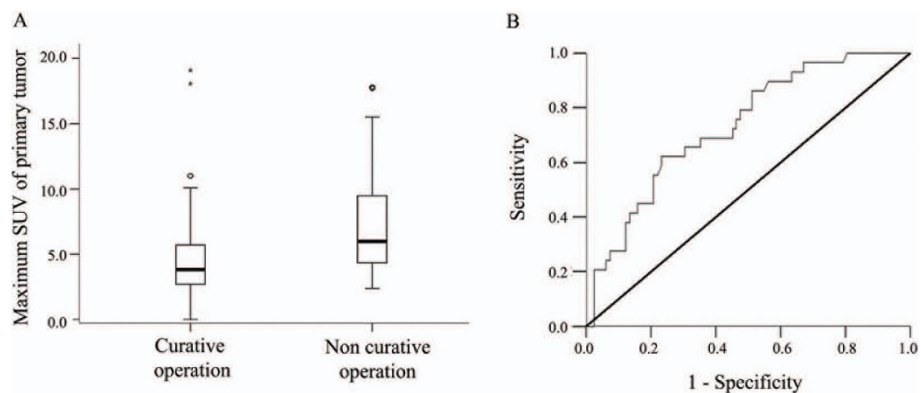 A
Maximum SUV of primary tumor
20.0
15.0
10.0
5.0
0.0
Curative
operation
Non curative
operation
B
Sensitivity
1.0
0.8
0.6
0.4
0.2
0.0
0.0 0.2 0.4 0.6 0.8 1.0
1 - Specificity